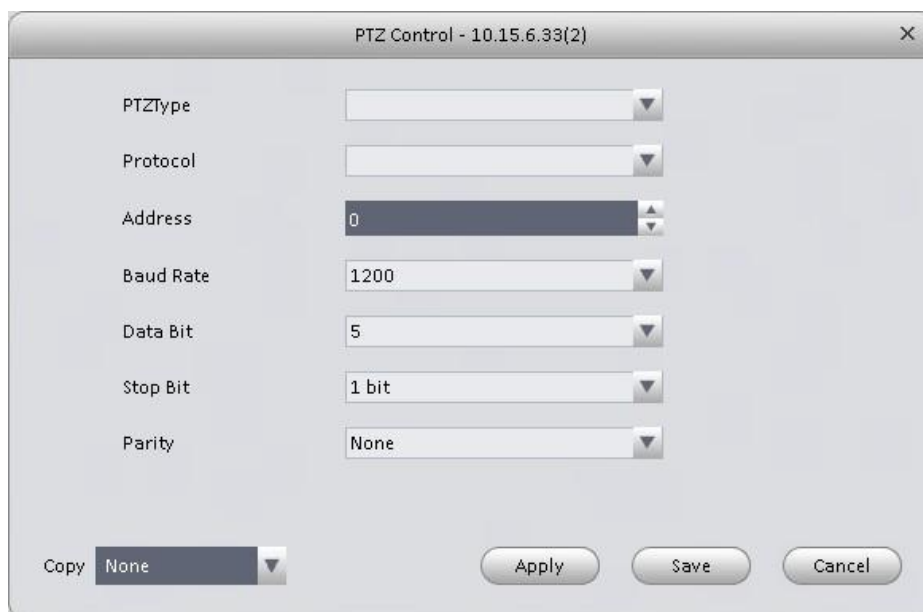 PTZ Control - 10.15.6.33(2)
PTZType
Protocol
Address 0
Baud Rate 1200
Data Bit 5
Stop Bit 1 bit
Parity None
Copy None Apply Save Cancel